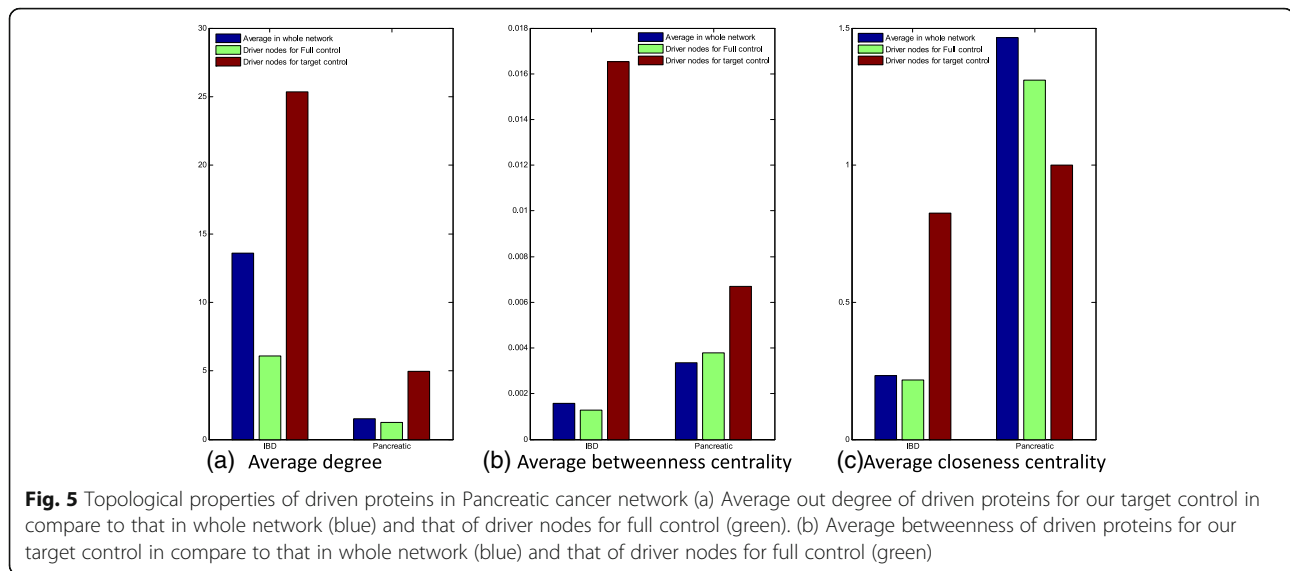 30
25
20
15
10
5
0
Average in whole network
Driver nodes for Full control
Driver nodes for target control
IBD
Pancreatic
(a) Average degree
0.018
0.016
0.014
0.012
0.01
0.008
0.006
0.004
0.002
0
Average in whole network
Driver nodes for Full control
Driver nodes for target control
IBD
Pancreatic
(b) Average betweenness centrality
1.5
1
0.5
0
Average in whole network
Driver nodes for Full control
Driver nodes for target control
IBD
Pancreatic
(c) Average closeness centrality
Fig. 5 Topological properties of driven proteins in Pancreatic cancer network (a) Average out degree of driven proteins for our target control in
compare to that in whole network (blue) and that of driver nodes for full control (green). (b) Average betweenness of driven proteins for our
target control in compare to that in whole network (blue) and that of driver nodes for full control (green)